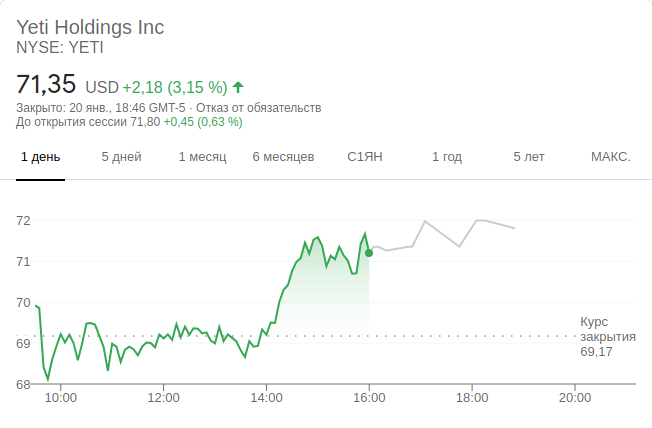 Yeti Holdings Inc
NYSE: YETI
71,35 USD +2,18 (3,15 %)
Закрыто: 20 янв., 18:46 GMT-5 · Отказ от обязательств
До открытия сессии 71,80 +0,45 (0,63 %)
1 день 5 дней 1 месяц 6 месяцев С1ЯН 1 год 5 лет МАКС.
72
71
70
Курс
закрытия
69,17
69
68
10:00 12:00 14:00 16:00 18:00 20:00